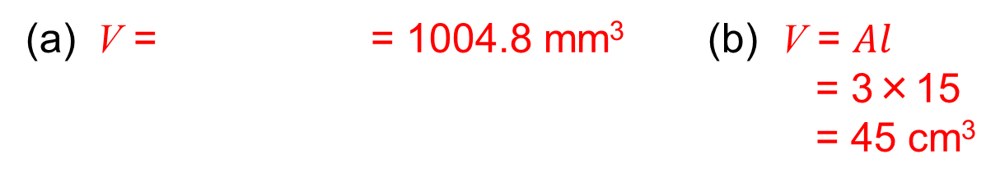 (a) V = = 1004.8 mm³ (b) V = Al
= 3 × 15
= 45 cm³